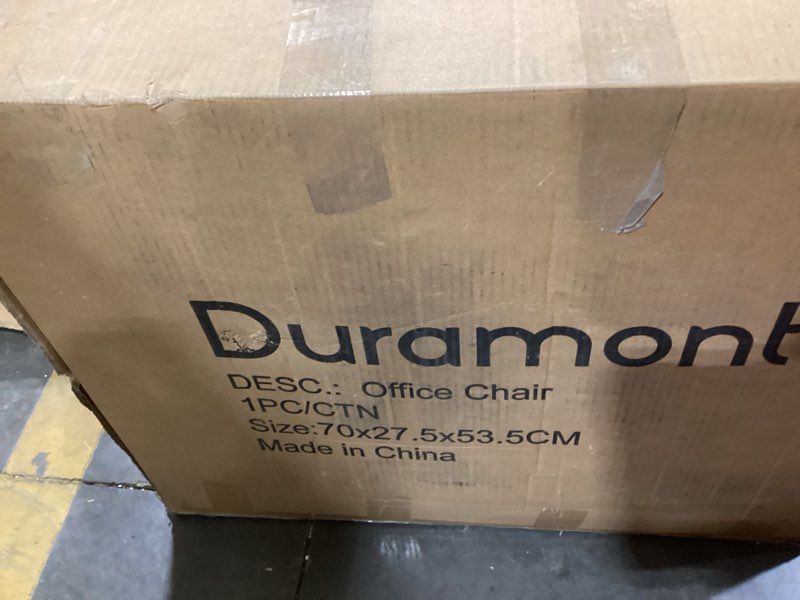 Duramont
DESC.: Office Chair
1PC/CTN
Size:70x27.5x53.5CM
Made in China